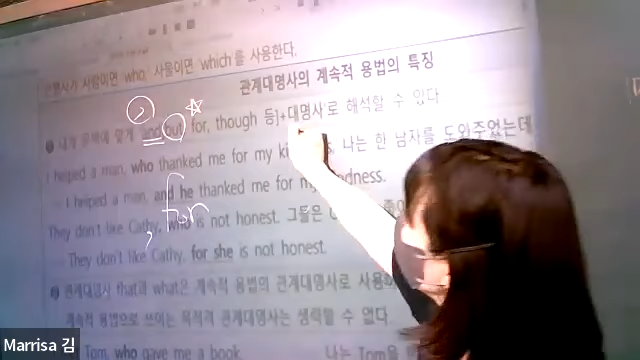 사람이면 who, 사물이면 which를 사용한다.
관계대명사의 계속적 용법의 특징
❶ 문맥에 맞게 and but for, though 등]+대명사'로 해석할 수 있다
I helped a man, who thanked me for my 나는 한 남자를 도와주었는데
I helped a man, and he thanked me for my kindness.
for
They don't like Cathy, who is not honest. 그들은
They don't like Cathy, for she is not honest.
❷ 관계대명사 that과 what은 계속적 용법의 관계대명사로 사용
계속적 용법으로 쓰이는 목적격 관계대명사는 생략할 수 없다
Tom, who gave me a book. 나는 Tom을
Marrisa 김